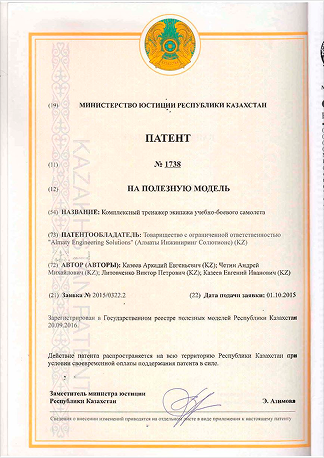 (19) МИНИСТЕРСТВО ЮСТИЦИИ РЕСПУБЛИКИ КАЗАХСТАН
ПАТЕНТ
(11) № 1738
(12) НА ПОЛЕЗНУЮ МОДЕЛЬ
(54) НАЗВАНИЕ: Комплексный тренажер экипажа учебно-боевого самолета
(73) ПАТЕНТООБЛАДАТЕЛЬ: Товарищество с ограниченной ответственностью
"Almaty Engineering Solutions" (Алматы Инжиниринг Солюшионс) (KZ)
(72) АВТОР (АВТОРЫ): Аркадий Евгеньевич (KZ); Четин Андрей
Михайлович (KZ); Литовченко Виктор Петрович (KZ); Евгений Иванович (KZ)
(21) Заявка № 2015/0322.2 (22) Дата подачи заявки: 01.10.2015
Зарегистрирован в Государственном реестре полезных моделей Республики Казахстан
20.09.2016.
Действие патента распространяется на всю территорию Республики Казахстан при
условии своевременной оплаты поддержания патента в силе.
Заместитель министра юстиции
Республики Казахстан Э. Азимова
Сведения о внесении изменений приводятся на отдельном листе в виде приложения к настоящему патенту
KAZAKHSTAN PATENT